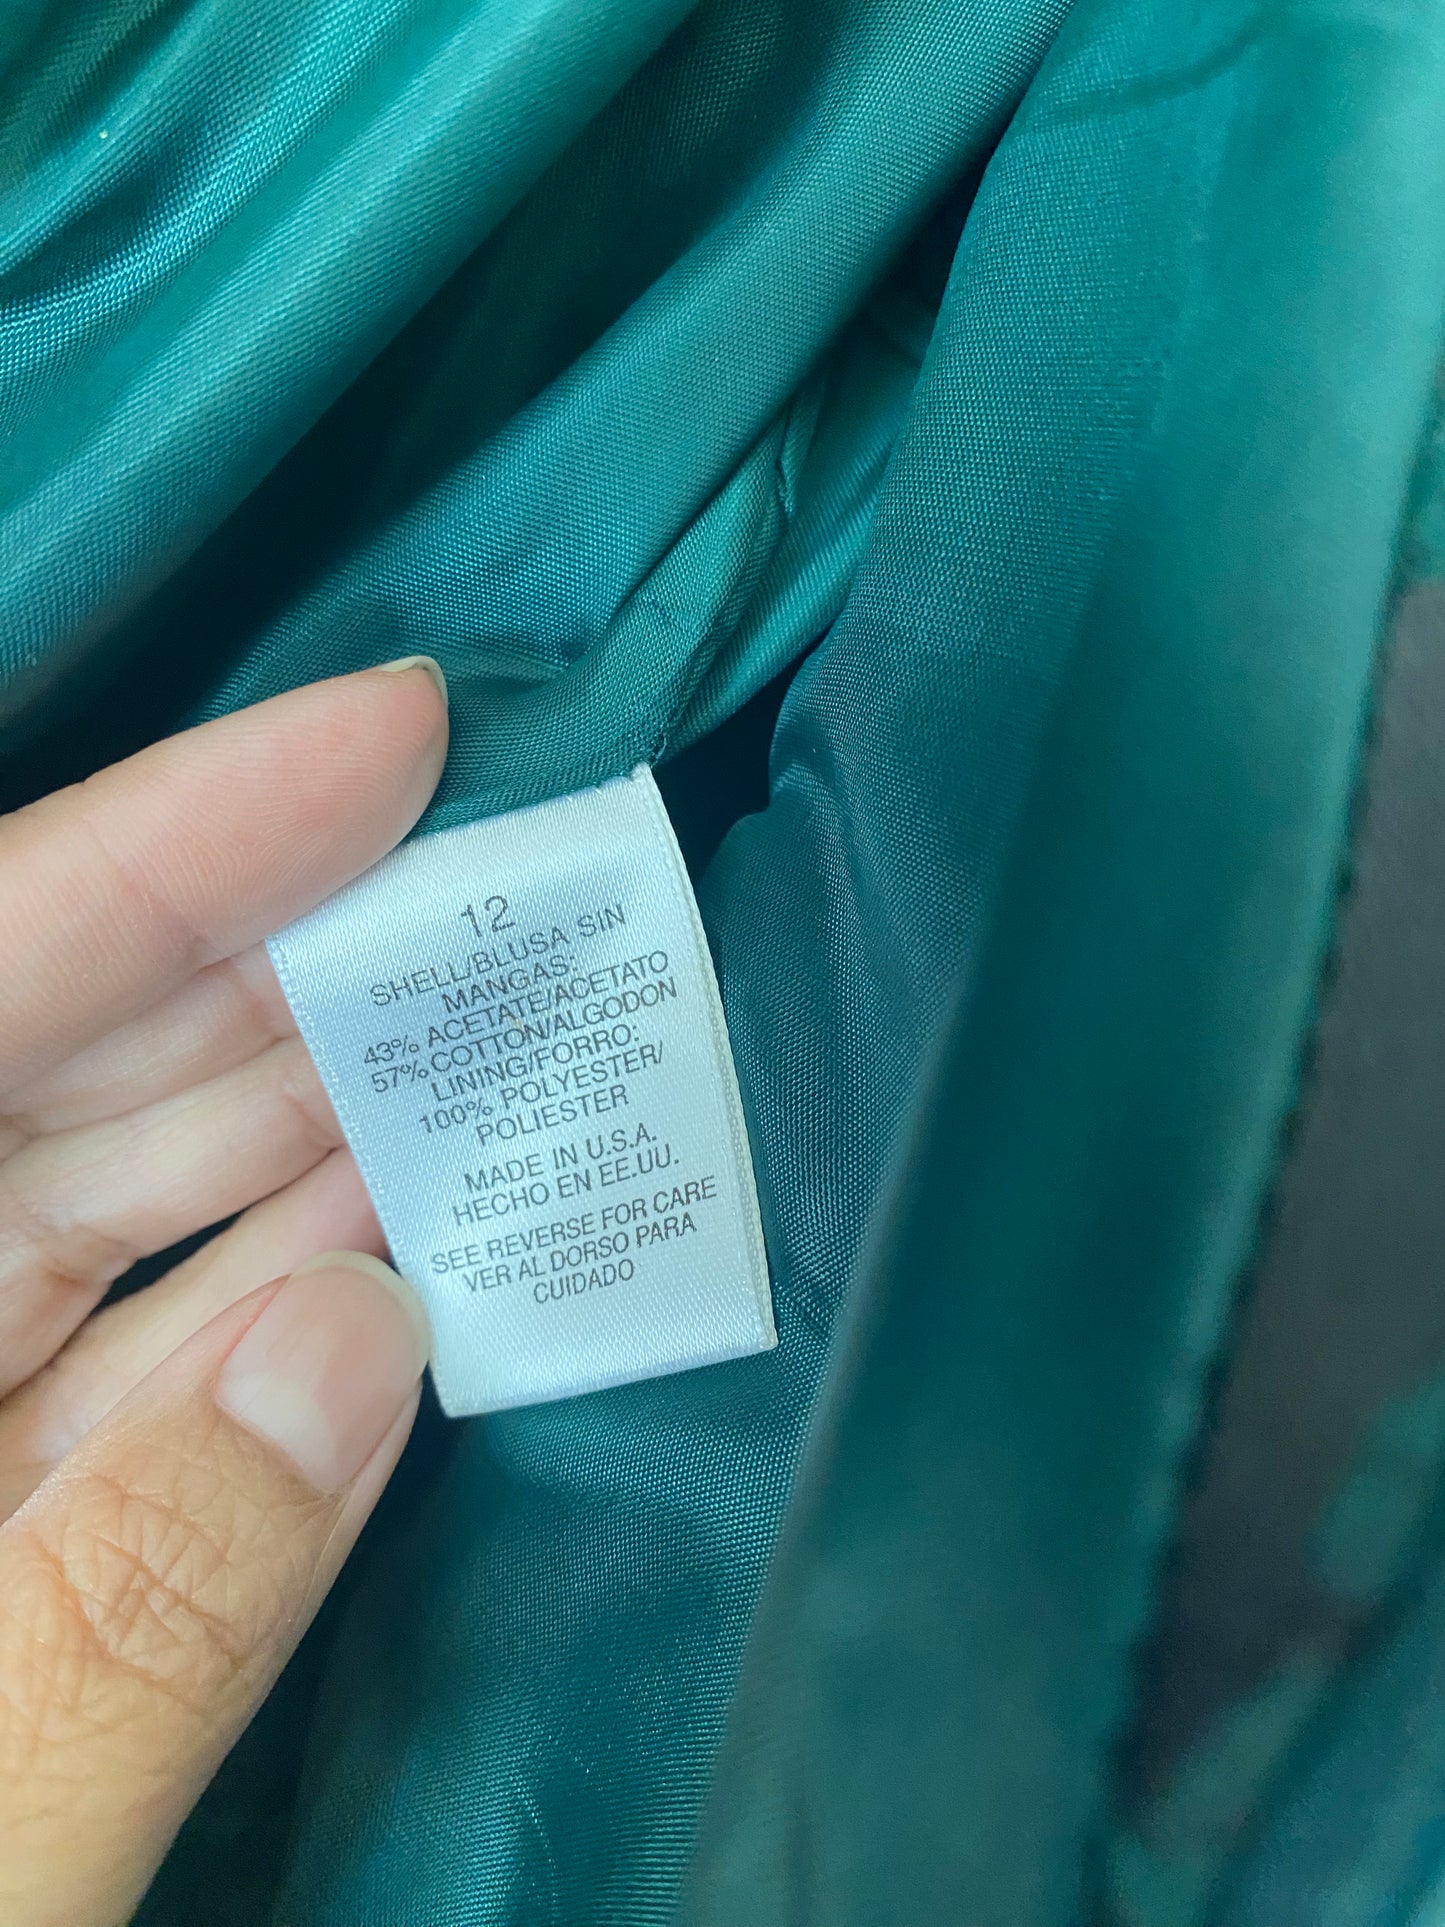 12
SHELL/BLUSA SIN
MANGAS:
43% ACETATE/ACETATO
57% COTTON/ALGODON
LINING/FORRO:
100% POLYESTER/
POLIESTER
MADE IN U.S.A.
HECHO EN EE.UU.
SEE REVERSE FOR CARE
VER AL DORSO PARA
CUIDADO